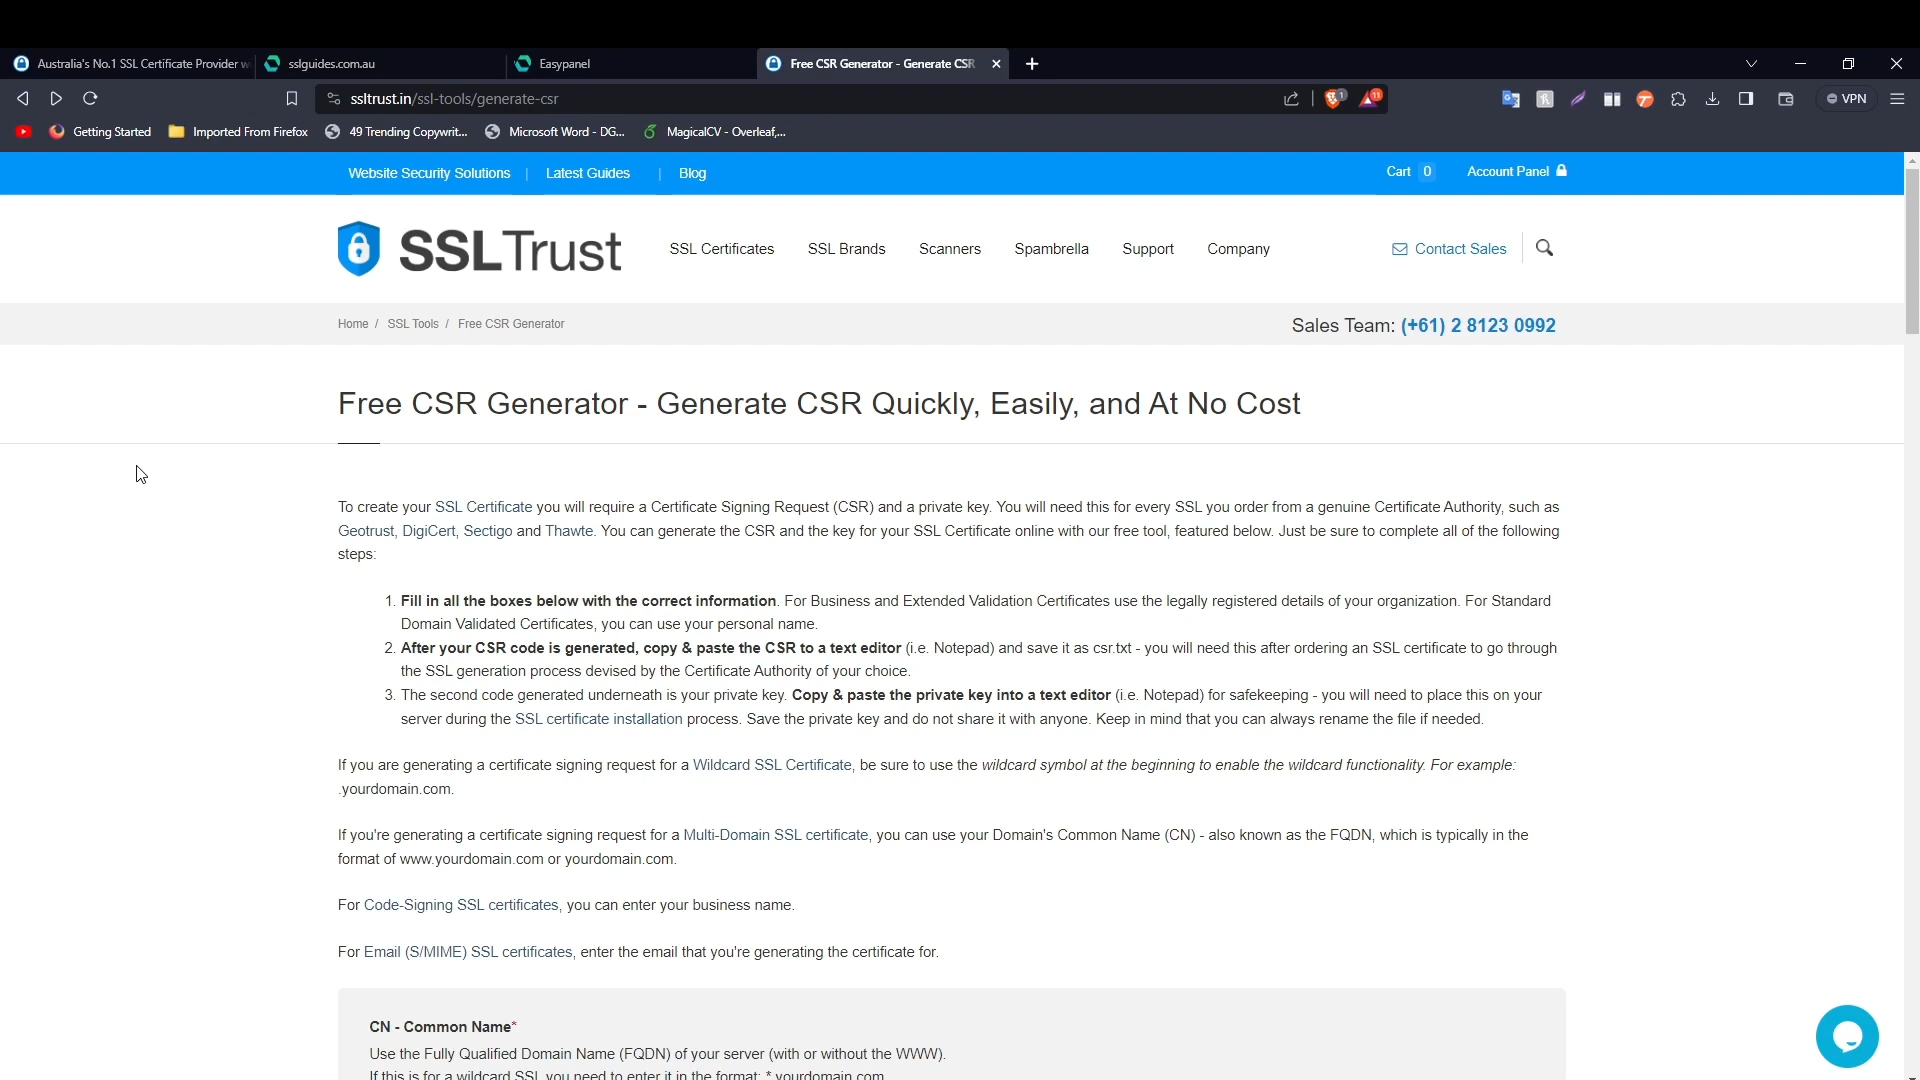 Australia's No.1 SSL Certificate Provider w
sslguides.com.au
Easypanel
Free CSR Generator - Generate CSR
ssltrust.in/ssl-tools/generate-csr
1
11
VPN
Getting Started
Imported From Firefox
49 Trending Copywrit...
Microsoft Word - DG...
MagicalCV - Overleaf,...
Website Security Solutions | Latest Guides | Blog
Cart 0
Account Panel
SSLTrust
SSL Certificates
SSL Brands
Scanners
Spambrella
Support
Company
Contact Sales
Home / SSL Tools / Free CSR Generator
Sales Team: (+61) 2 8123 0992
Free CSR Generator - Generate CSR Quickly, Easily, and At No Cost
To create your SSL Certificate you will require a Certificate Signing Request (CSR) and a private key. You will need this for every SSL you order from a genuine Certificate Authority, such as
Geotrust, DigiCert, Sectigo and Thawte. You can generate the CSR and the key for your SSL Certificate online with our free tool, featured below. Just be sure to complete all of the following
steps:
1. Fill in all the boxes below with the correct information. For Business and Extended Validation Certificates use the legally registered details of your organization. For Standard
Domain Validated Certificates, you can use your personal name.
2. After your CSR code is generated, copy & paste the CSR to a text editor (i.e. Notepad) and save it as csr.txt - you will need this after ordering an SSL certificate to go through
the SSL generation process devised by the Certificate Authority of your choice.
3. The second code generated underneath is your private key. Copy & paste the private key into a text editor (i.e. Notepad) for safekeeping - you will need to place this on your
server during the SSL certificate installation process. Save the private key and do not share it with anyone. Keep in mind that you can always rename the file if needed.
If you are generating a certificate signing request for a Wildcard SSL Certificate, be sure to use the wildcard symbol at the beginning to enable the wildcard functionality. For example:
.yourdomain.com.
If you're generating a certificate signing request for a Multi-Domain SSL certificate, you can use your Domain's Common Name (CN) - also known as the FQDN, which is typically in the
format of www.yourdomain.com or yourdomain.com.
For Code-Signing SSL certificates, you can enter your business name.
For Email (S/MIME) SSL certificates, enter the email that you're generating the certificate for.
CN - Common Name*
Use the Fully Qualified Domain Name (FQDN) of your server (with or without the WWW).
If this is for a wildcard SSL you need to enter it in the format: *.yourdomain.com